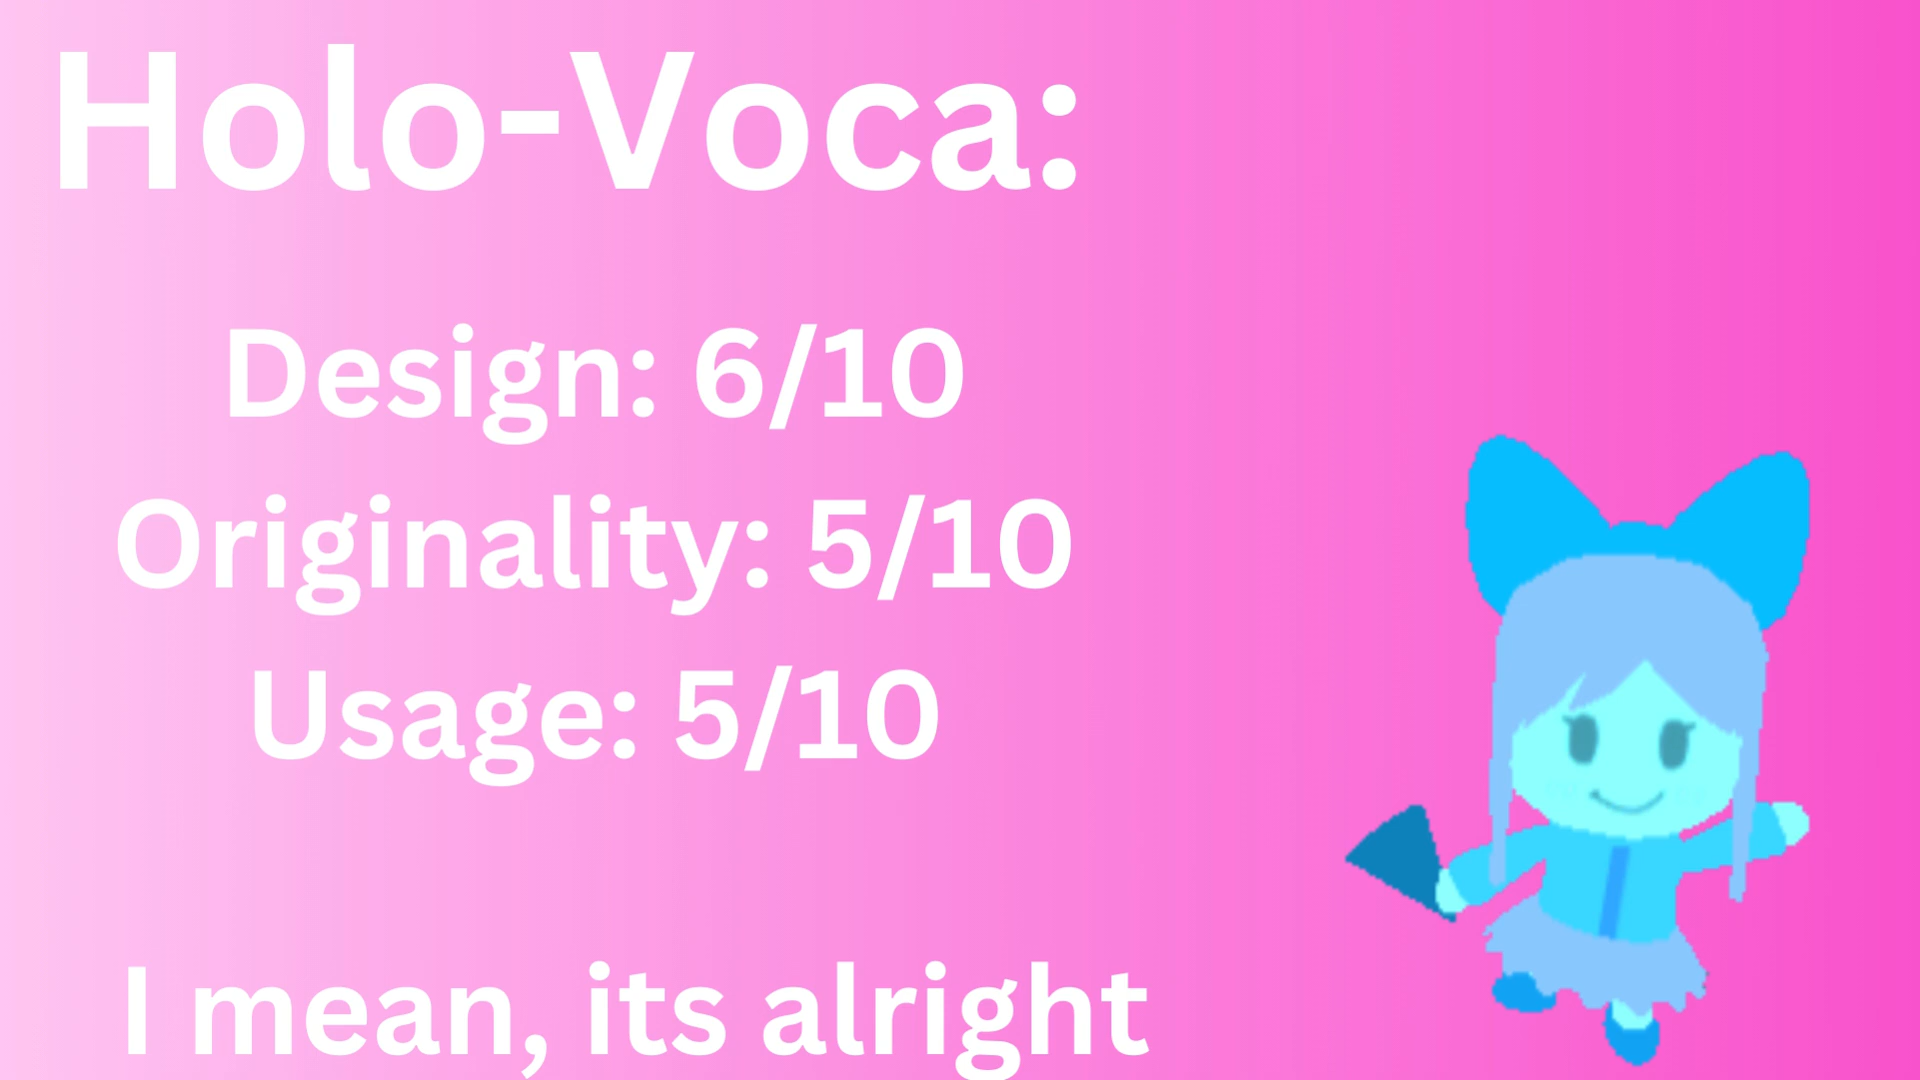 Holo-Voca:
Design: 6/10
Originality: 5/10
Usage: 5/10
I mean, its alright